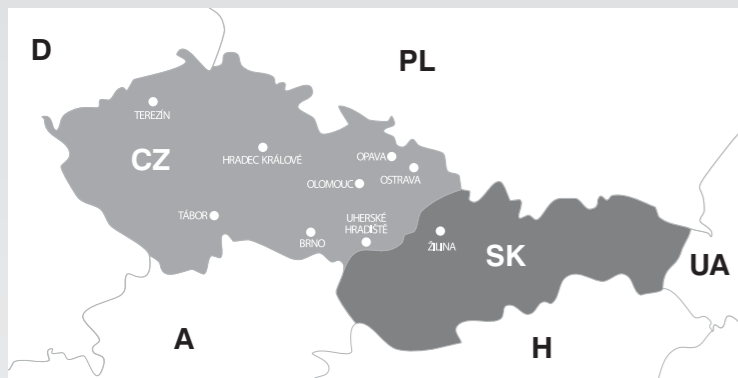 D
PL
TEREZÍN
CZ
HRADEC KRÁLOVÉ
OPAVA
OSTRAVA
OLOMOUC
TÁBOR
UHERSKÉ
HRADIŠTĚ
BRNO
ŽILINA
SK
UA
A
H